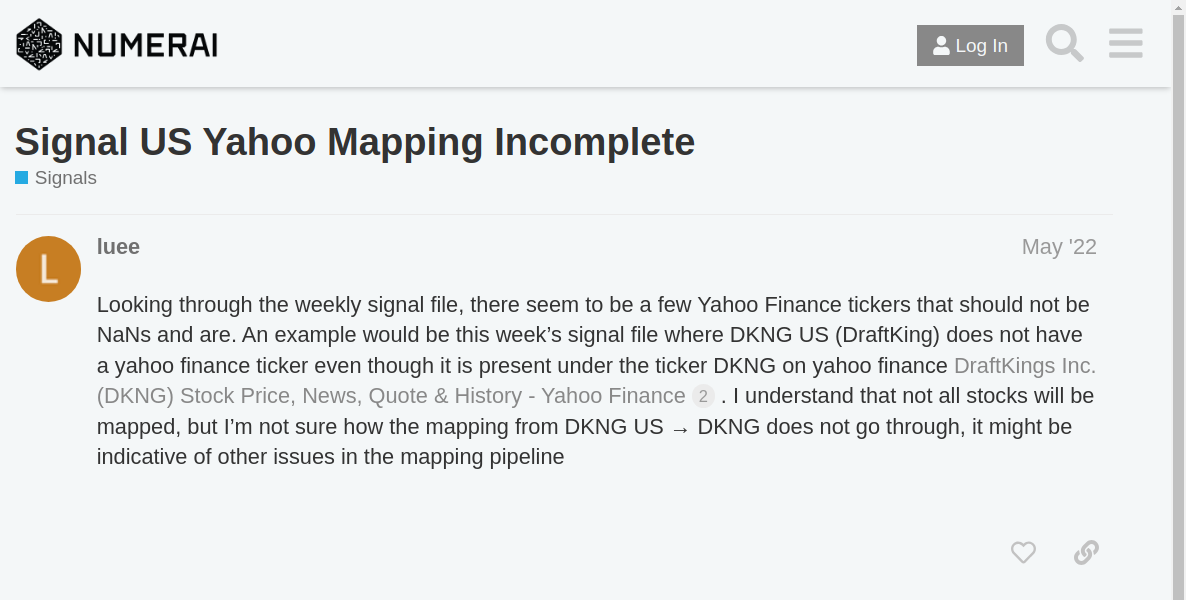 NUMERAI
Log In
Signal US Yahoo Mapping Incomplete
Signals
L
luee
May '22
Looking through the weekly signal file, there seem to be a few Yahoo Finance tickers that should not be
NaNs and are. An example would be this week’s signal file where DKNG US (DraftKing) does not have
a yahoo finance ticker even though it is present under the ticker DKNG on yahoo finance DraftKings Inc.
(DKNG) Stock Price, News, Quote & History - Yahoo Finance 2 . I understand that not all stocks will be
mapped, but I’m not sure how the mapping from DKNG US → DKNG does not go through, it might be
indicative of other issues in the mapping pipeline